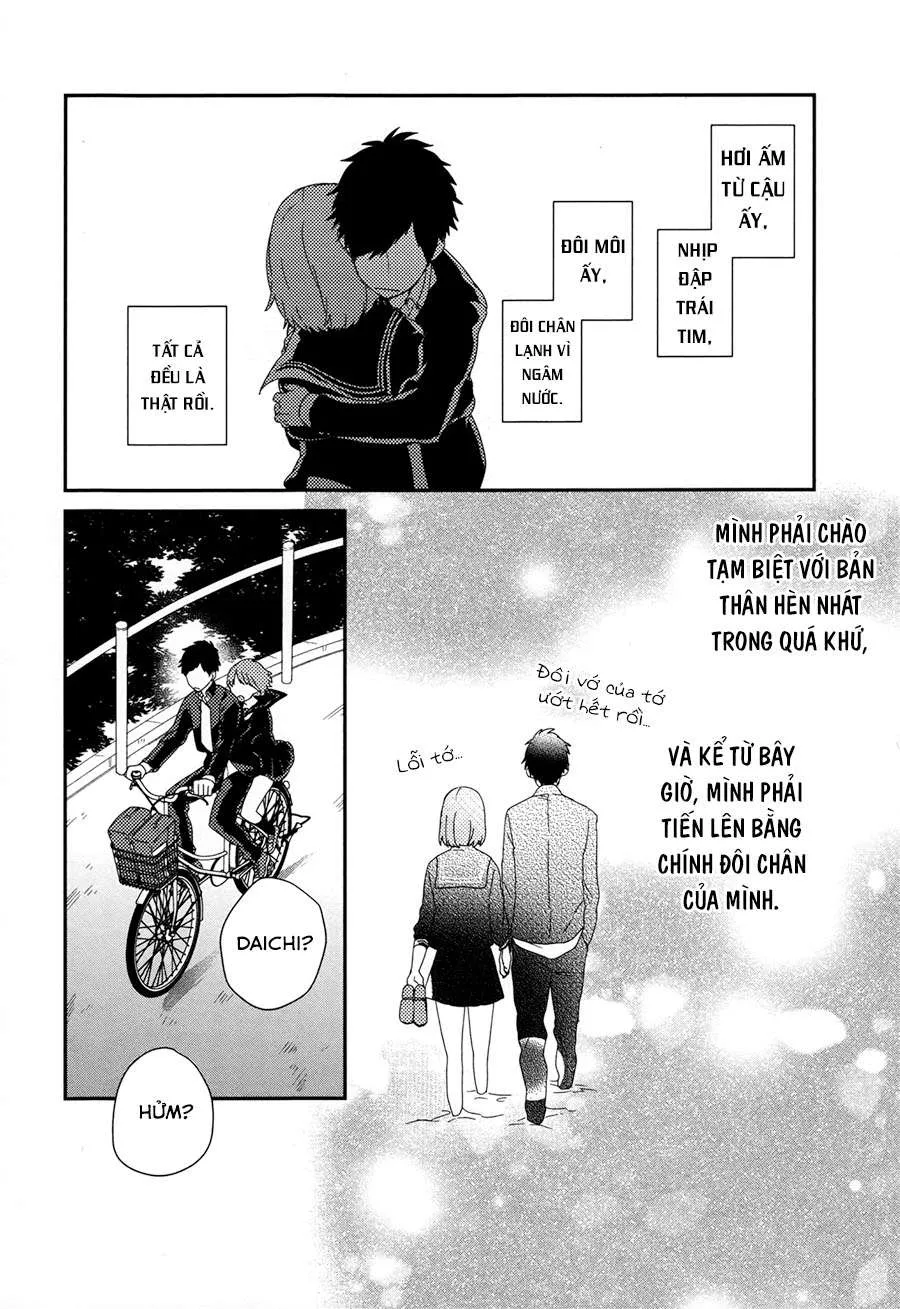 HƠI ẤM
TỪ CẬU
ẤY,
NHỊP
ĐẬP
TRÁI
TIM,
ĐÔI MÔI
ẤY,
ĐÔI CHÂN
LẠNH VÌ
NGÂM
NƯỚC.
TẤT CẢ
ĐỀU LÀ
THẬT RỒI.
MÌNH PHẢI CHÀO
TẠM BIỆT VỚI BẢN
THÂN HÈN NHÁT
TRONG QUÁ KHỨ,
Đôi vớ của tớ
ướt hết rồi...
Lỗi tớ...
VÀ KỂ TỪ BÂY
GIỜ, MÌNH PHẢI
TIẾN LÊN BẰNG
CHÍNH ĐÔI CHÂN
CỦA MÌNH.
DAICHI?
HỬM?